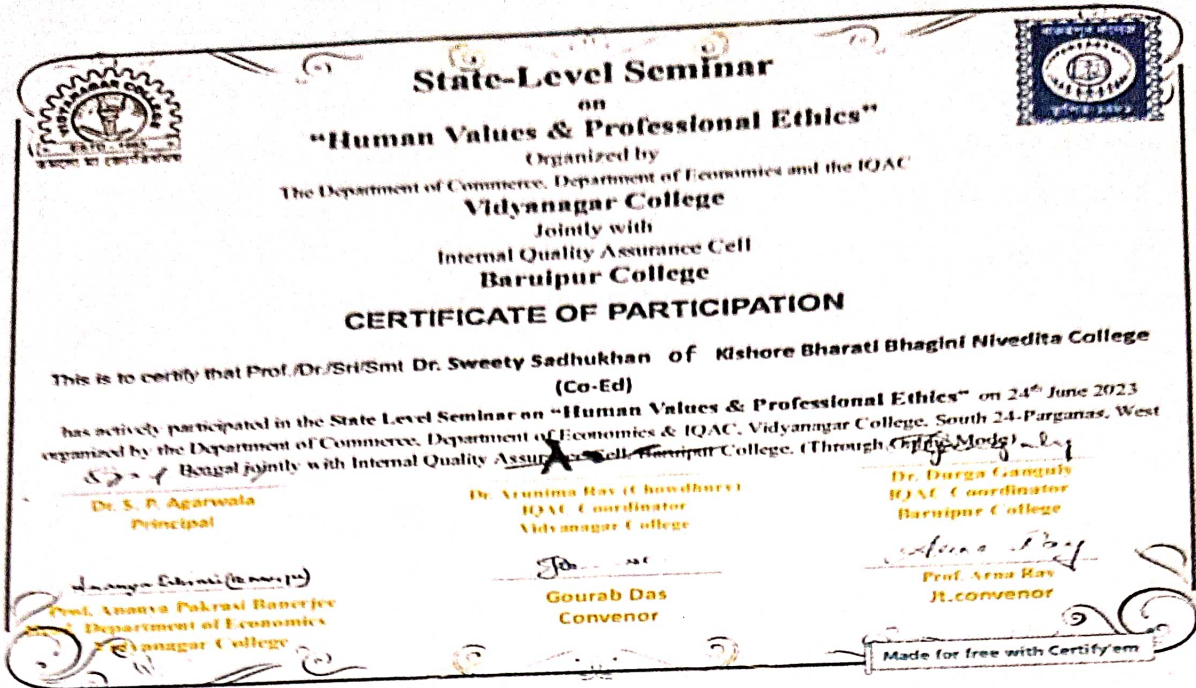 VIDYANAGAR COLLEGE
State-Level Seminar
on
“Human Values & Professional Ethics”
Organized by
The Department of Commerce, Department of Economics and the IQAC
Vidyanagar College
Jointly with
Internal Quality Assurance Cell
Baruipur College
CERTIFICATE OF PARTICIPATION
This is to certify that Prof./Dr./Sri/Smt Dr. Sweety Sadhukhan of Kishore Bharati Bhagini Nivedita College
(Co-Ed)
has actively participated in the State Level Seminar on “Human Values & Professional Ethics” on 24th June 2023
organized by the Department of Commerce, Department of Economics & IQAC, Vidyanagar College, South 24-Parganas, West
Bengal jointly with Internal Quality Assurance Cell, Baruipur College. (Through Offline Mode)
Dr. S. P. Agarwala
Principal
Dr. Arunima Ray (Chowdhury)
IQAC Coordinator
Vidyanagar College
Dr. Durga Ganguly
IQAC Coordinator
Baruipur College
Prof. Ananya Pakrasi Banerjee
Department of Economics
Vidyanagar College
Gourab Das
Convenor
Prof. Arna Ray
Jt.convenor
Made for free with Certify'em